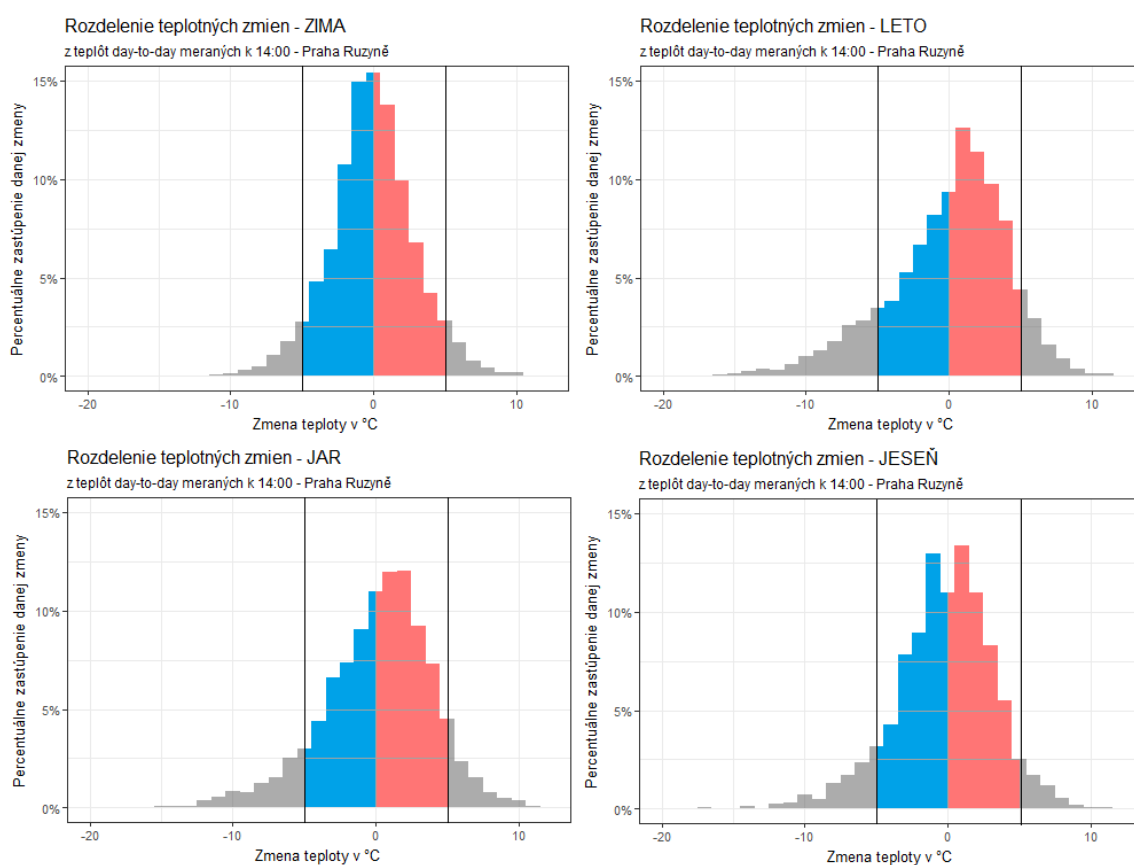 Rozdelenie teplotných zmien - ZIMA
z teplôt day-to-day meraných k 14:00 - Praha Ruzyně
Percentuálne zastúpenie danej zmeny
15%
10%
5%
0%
-20
-10
0
10
Zmena teploty v °C
Rozdelenie teplotných zmien - LETO
z teplôt day-to-day meraných k 14:00 - Praha Ruzyně
Percentuálne zastúpenie danej zmeny
15%
10%
5%
0%
-20
-10
0
10
Zmena teploty v °C
Rozdelenie teplotných zmien - JAR
z teplôt day-to-day meraných k 14:00 - Praha Ruzyně
Percentuálne zastúpenie danej zmeny
15%
10%
5%
0%
-20
-10
0
10
Zmena teploty v °C
Rozdelenie teplotných zmien - JESEŇ
z teplôt day-to-day meraných k 14:00 - Praha Ruzyně
Percentuálne zastúpenie danej zmeny
15%
10%
5%
0%
-20
-10
0
10
Zmena teploty v °C